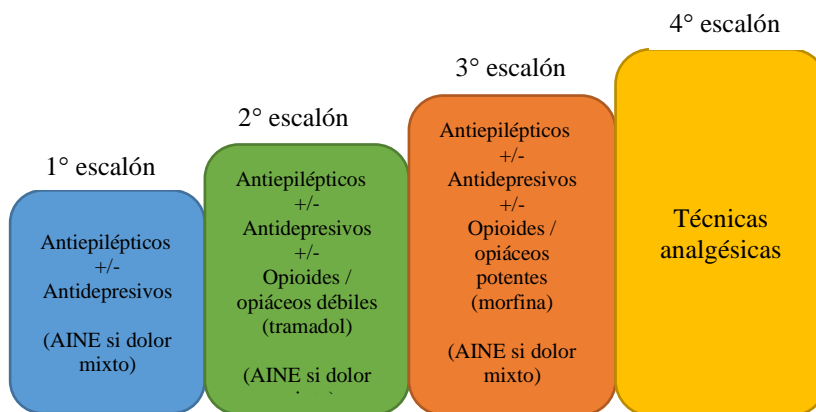 1° escalón
Antiepilépticos
+/-
Antidepresivos
(AINE si dolor
mixto)
2° escalón
Antiepilépticos
+/-
Antidepresivos
+/-
Opioides /
opiáceos débiles
(tramadol)
(AINE si dolor
3° escalón
Antiepilépticos
+/-
Antidepresivos
+/-
Opioides /
opiáceos
potentes
(morfina)
(AINE si dolor
mixto)
4° escalón
Técnicas
analgésicas